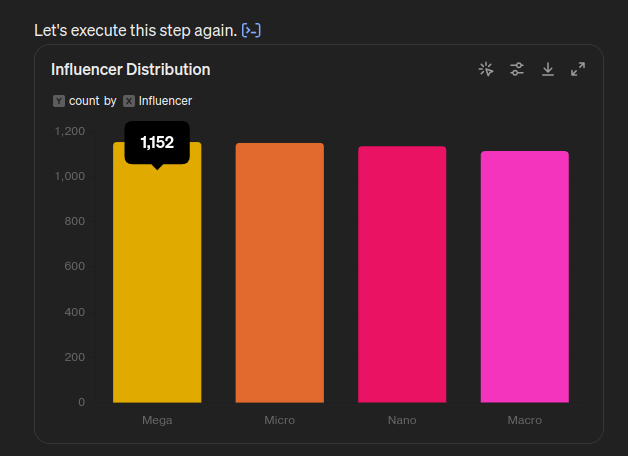 Let's execute this step again.
Influencer Distribution
Y count by X Influencer
1,200
1,152
1,000
800
600
400
200
0
Mega Micro Nano Macro